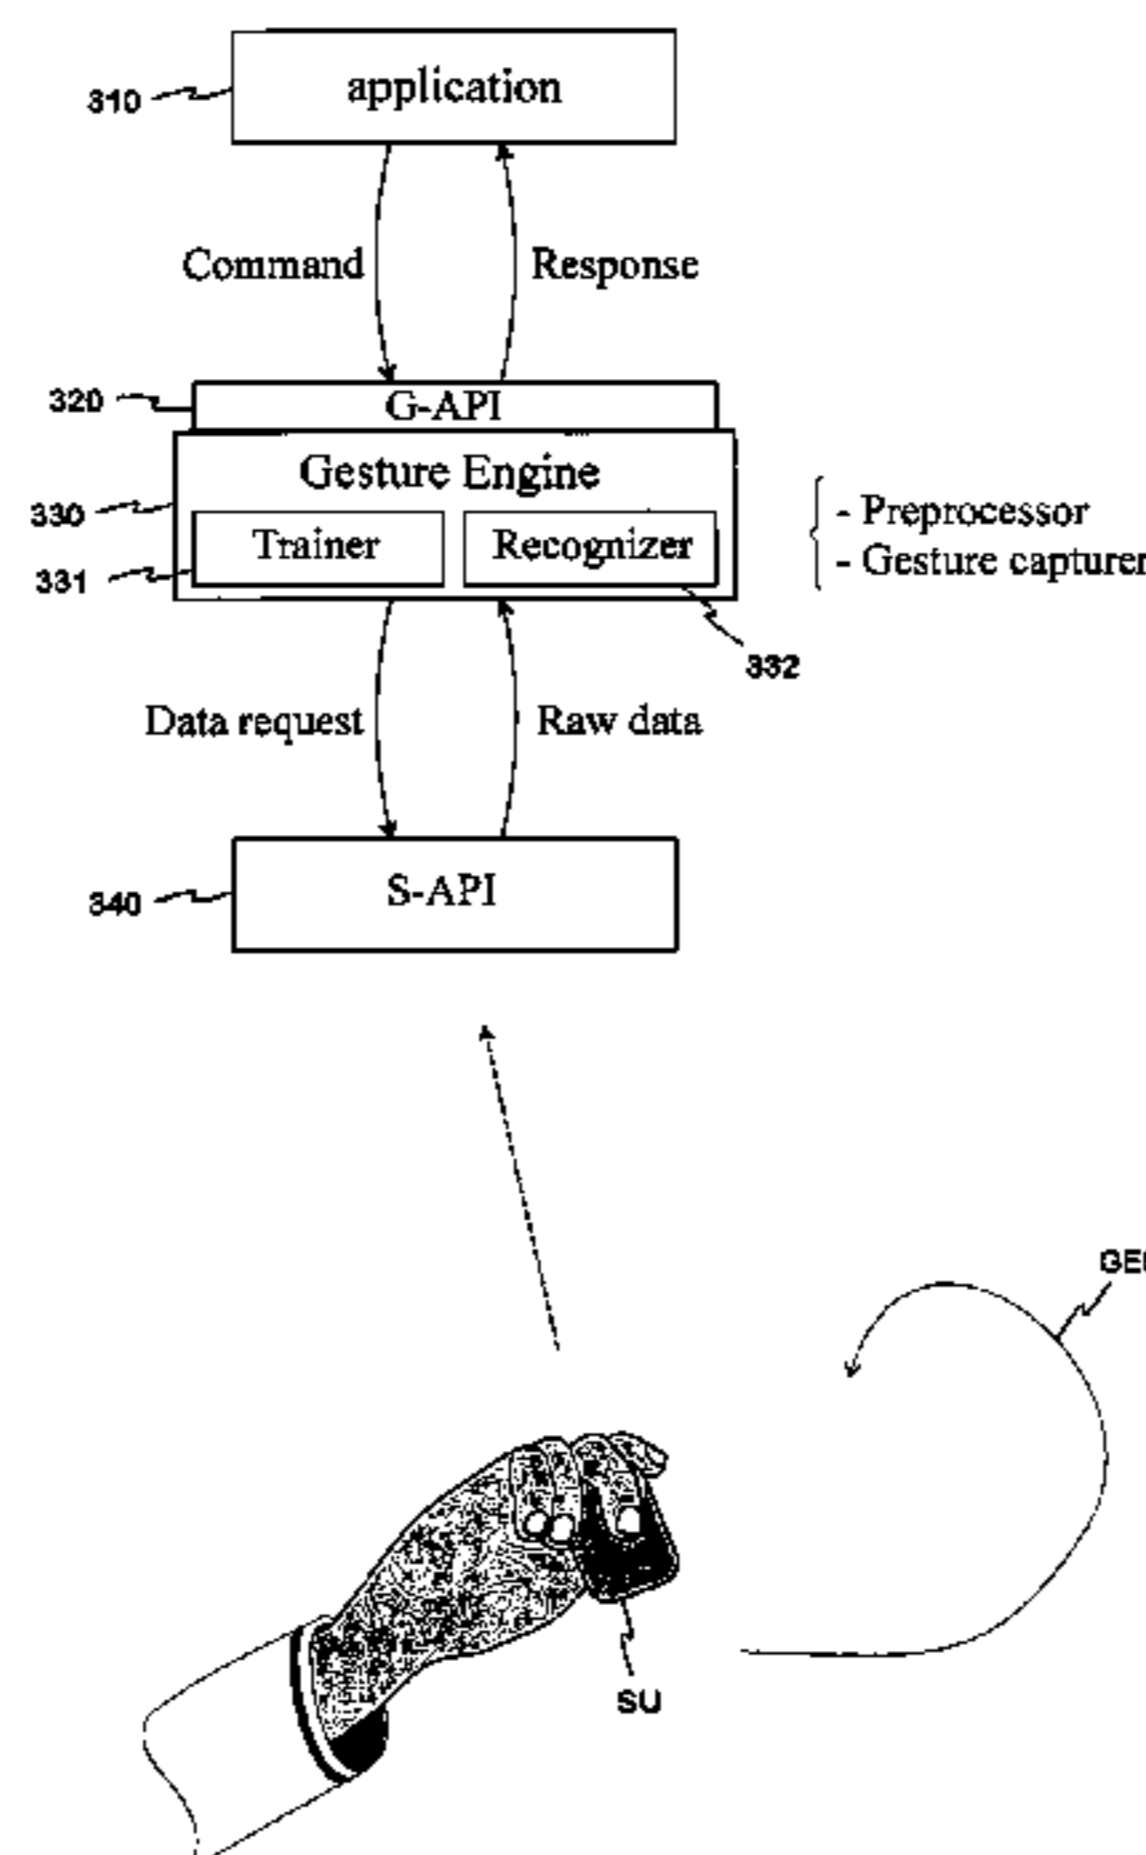 310
application
Command
Response
320
G-API
330
Gesture Engine
331
Trainer
Recognizer
332
- Preprocessor
- Gesture capturer
Data request
Raw data
340
S-API
SU